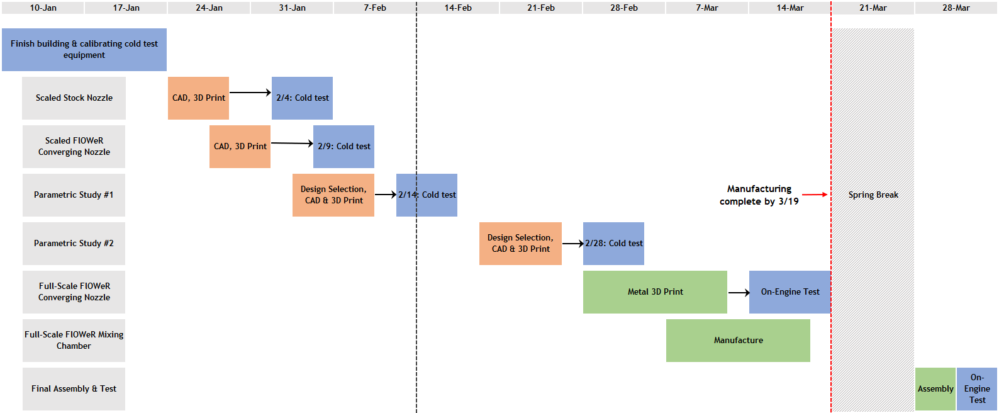 10-Jan 17-Jan 24-Jan 31-Jan 7-Feb 14-Feb 21-Feb 28-Feb 7-Mar 14-Mar 21-Mar 28-Mar
Finish building & calibrating cold test
equipment
Scaled Stock Nozzle
CAD, 3D Print
2/4: Cold test
Scaled FlOWeR
Converging Nozzle
CAD, 3D Print
2/9: Cold test
Parametric Study #1
Design Selection,
CAD & 3D Print
2/14: Cold test
Manufacturing
complete by 3/19
Spring Break
Parametric Study #2
Design Selection,
CAD & 3D Print
2/28: Cold test
Full-Scale FlOWeR
Converging Nozzle
Metal 3D Print
On-Engine Test
Full-Scale FlOWeR Mixing
Chamber
Manufacture
Final Assembly & Test
Assembly
On-
Engine
Test